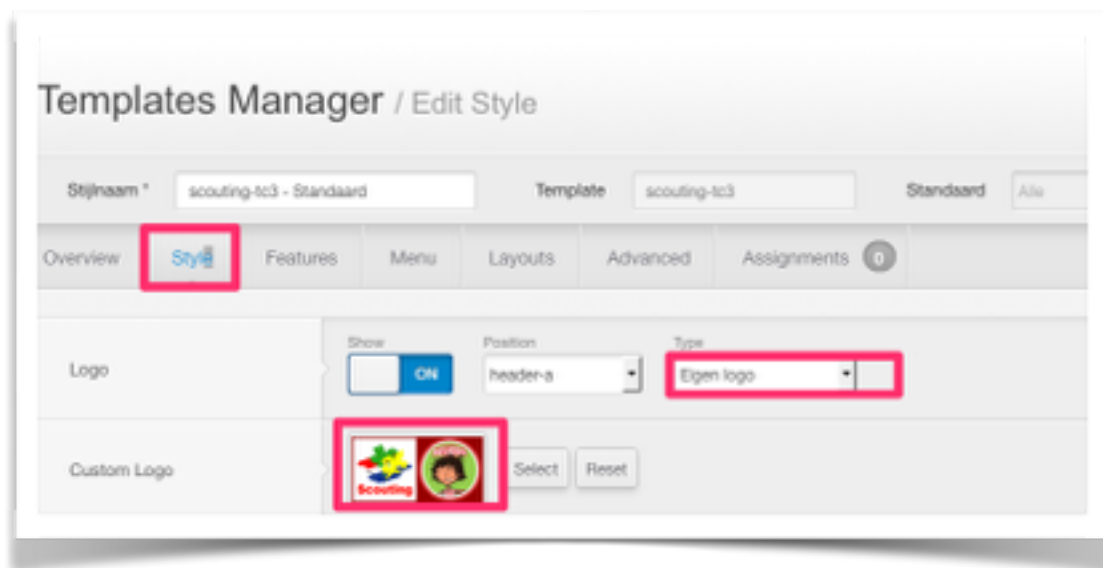 Templates Manager / Edit Style
Stijlnaam * scouting-tc3 - Standaard Template scouting-tc3 Standaard Alle
Overview Style Features Menu Layouts Advanced Assignments 0
Show Position Type
Logo ON header-a Eigen logo
Custom Logo Scouting Select Reset